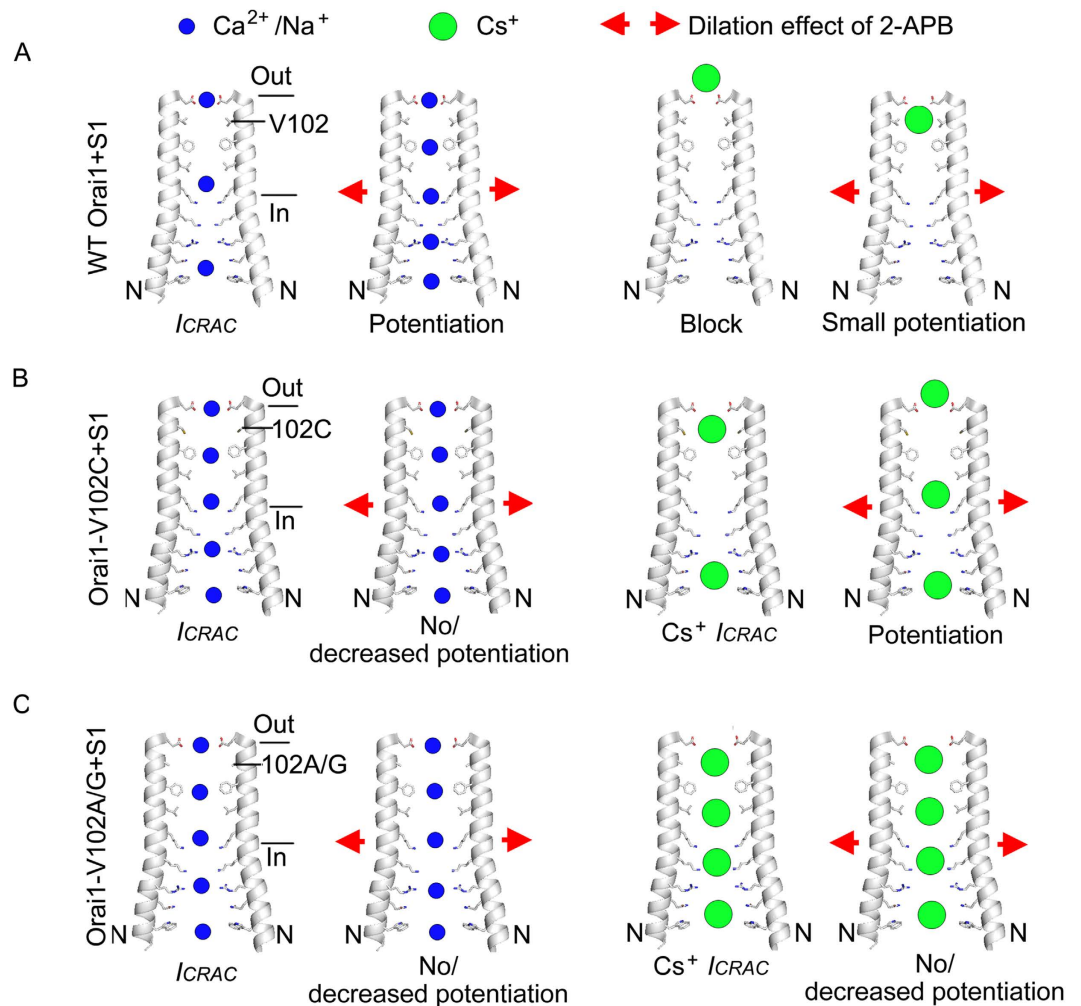 Ca2+ /Na+
Cs+
Dilation effect of 2-APB
A
WT Orai1+S1
Out
V102
In
N N N N N N N N
ICRAC
Potentiation
Block
Small potentiation
B
Orai1-V102C+S1
Out
102C
In
N N N N N N N N
ICRAC
No/
decreased potentiation
Cs+ ICRAC
Potentiation
C
Orai1-V102A/G+S1
Out
102A/G
In
N N N N N N N N
ICRAC
No/
decreased potentiation
Cs+ ICRAC
No/
decreased potentiation